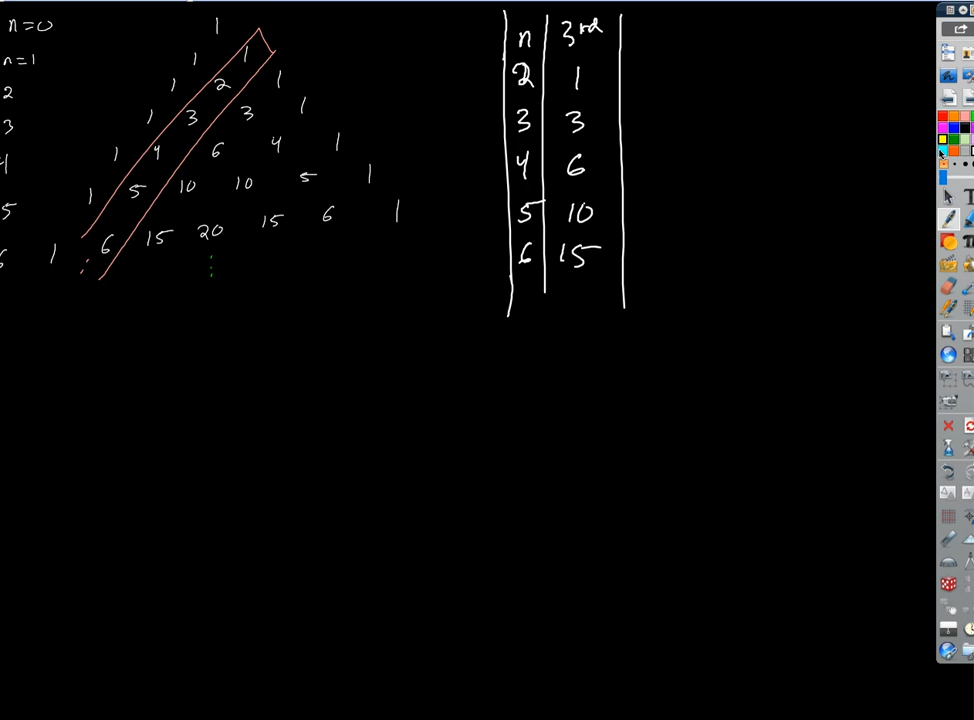 n=0 1
n=1 1 1
2 1 2 1
3 1 3 3 1
4 1 4 6 4 1
5 1 5 10 10 5 1
6 1 6 15 20 15 6 1
n 3rd
2 1
3 3
4 6
5 10
6 15